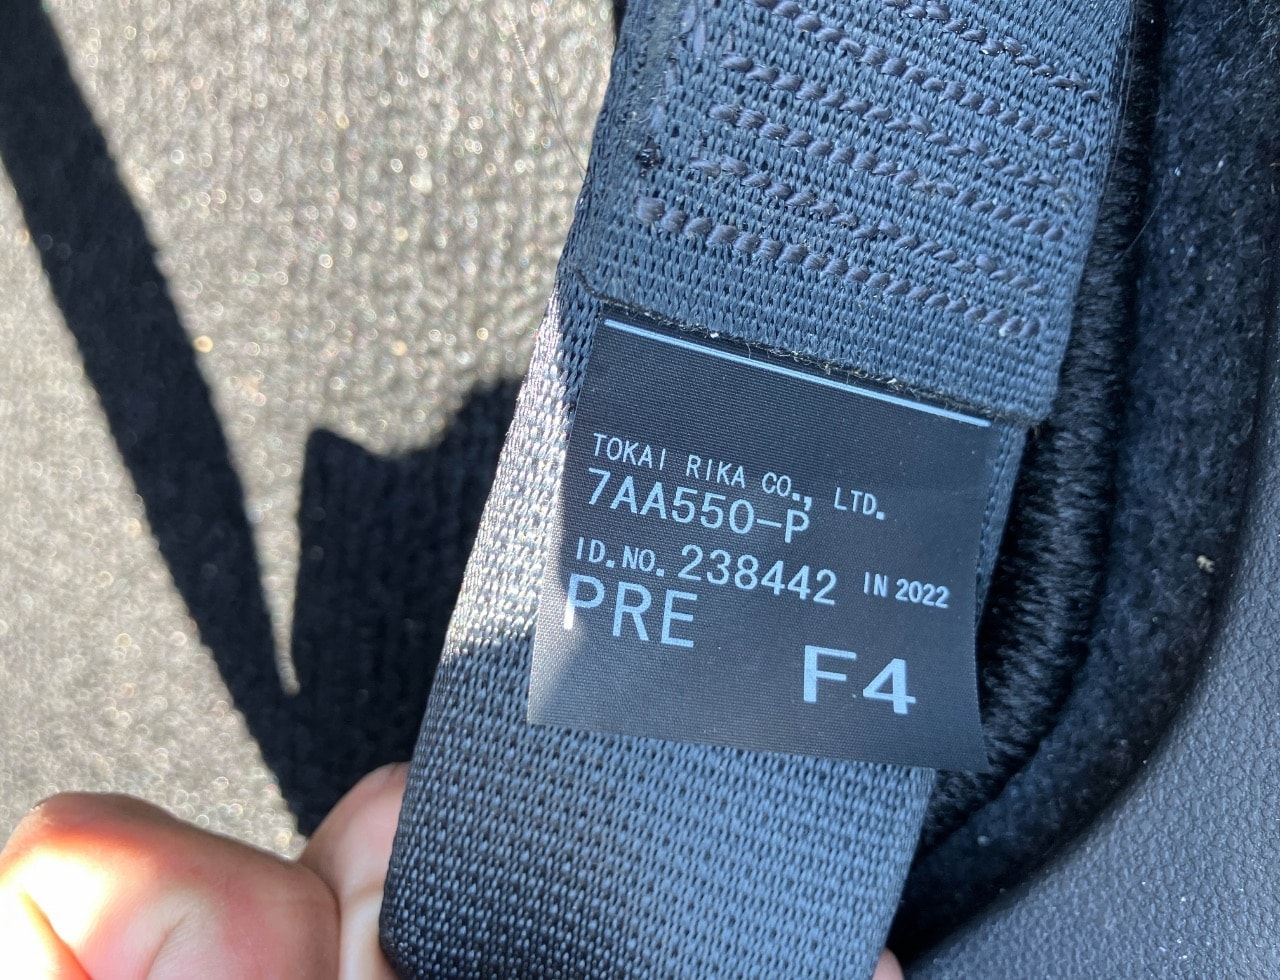 TOKAI RIKA CO., LTD.
7AA550-P
ID.NO. 238442 IN 2022
PRE
F4